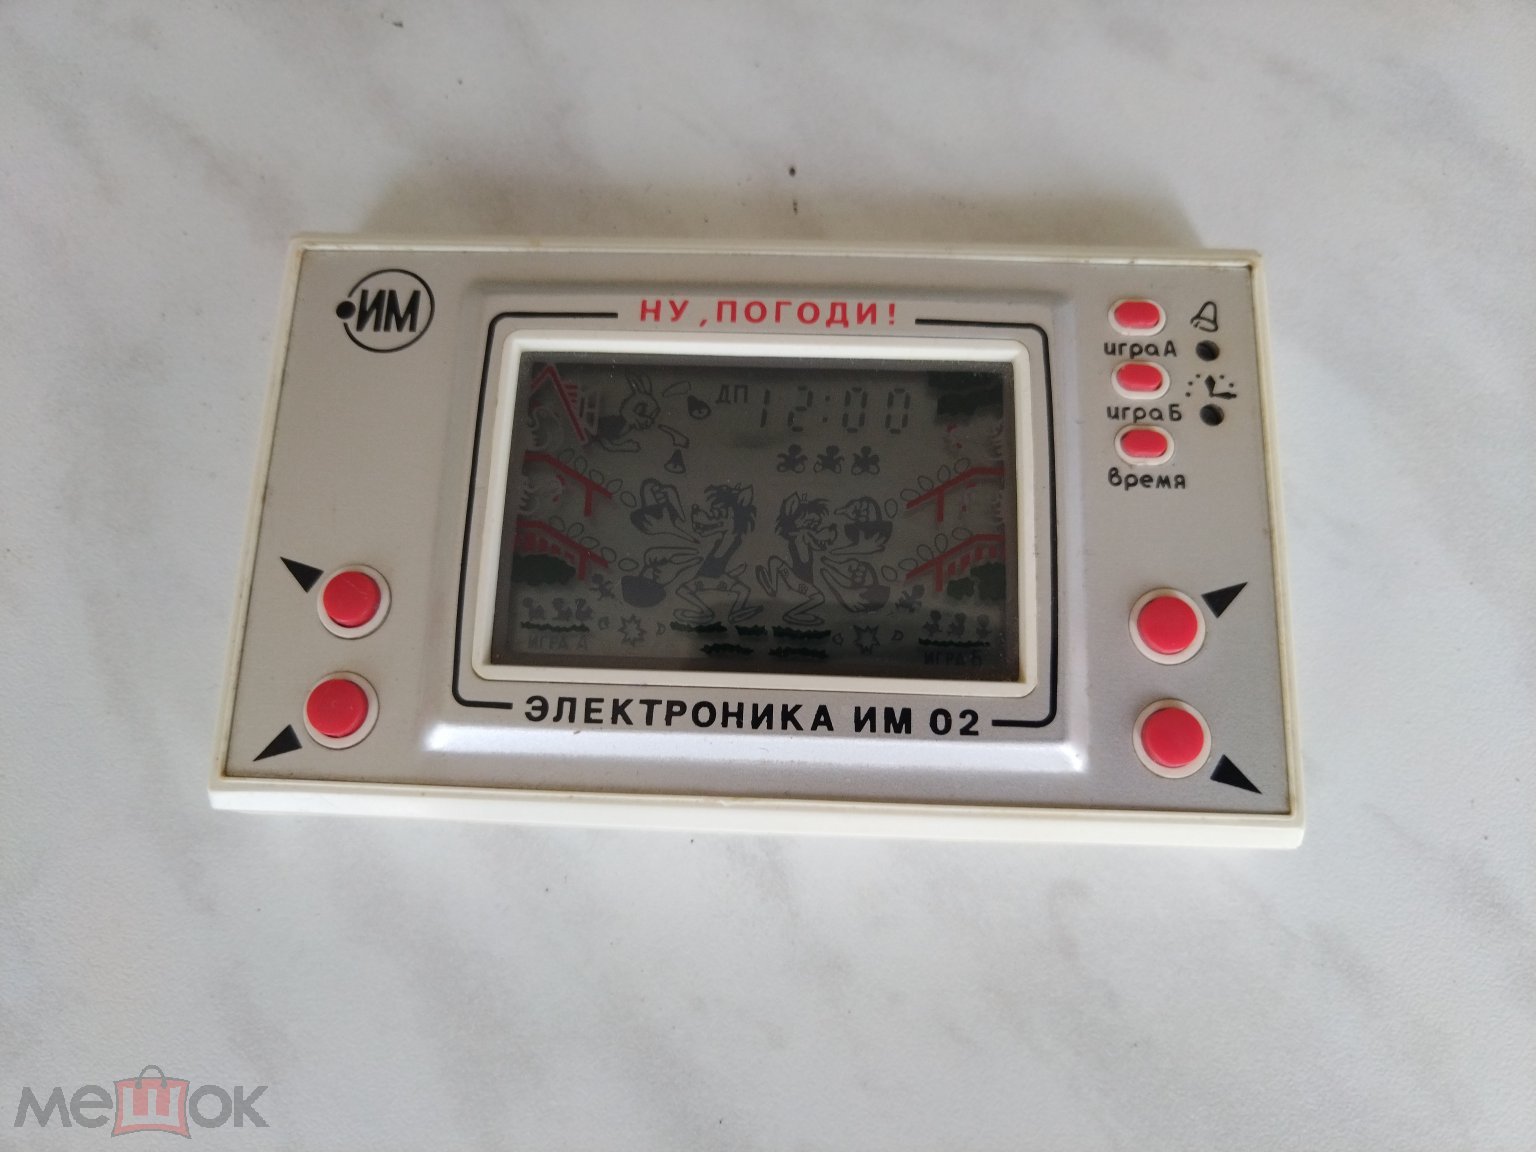 НУ, ПОГОДИ!
ИМ
игра А
игра Б
время
ДП 12:00
ИГРА А
ИГРА Б
ЭЛЕКТРОНИКА ИМ 02
мешок